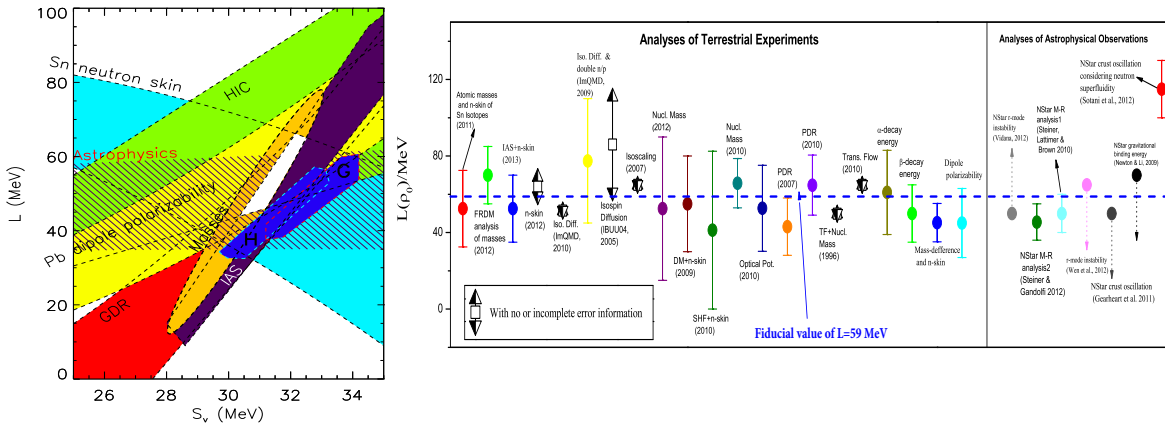 100
80
60
40
20
0
L (MeV)
26
28
30
32
34
S_v (MeV)
Sn neutron skin
HIC
Astrophysics
Pb dipole polarizability
Masses
GDR
IAS
G
H
Analyses of Terrestrial Experiments
Analyses of Astrophysical Observations
L(ρ₀)/MeV
120
80
40
0
Atomic masses
and n-skin of
Sn Isotopes
(2011)
FRDM
analysis
of masses
(2012)
IAS+n-skin
(2013)
n-skin
(2012)
Iso. Diff.
(ImQMD,
2010)
Iso. Diff. &
double n/p
(ImQMD,
2009)
Isospin
Diffusion
(IBUU04,
2005)
Isoscaling
(2007)
Nucl. Mass
(2012)
DM+n-skin
(2009)
SHF+n-skin
(2010)
Nucl.
Mass
(2010)
Optical Pot.
(2010)
PDR
(2007)
PDR
(2010)
TF+Nucl.
Mass
(1996)
Trans. Flow
(2010)
α-decay
energy
β-decay
energy
Mass-defference
and n-skin
Dipole
polarizability
With no or incomplete error information
Fiducial value of L=59 MeV
NStar r-mode
instability
(Vidana, 2012)
NStar M-R
analysis2
(Steiner &
Gandolfi 2012)
NStar M-R
analysis1
(Steiner,
Lattimer &
Brown 2010)
r-mode instability
(Wen et al., 2012)
NStar crust oscillation
(Gearheart et al. 2011)
NStar gravitational
binding energy
(Newton & Li, 2009)
NStar crust oscillation
considering neutron
superfluidity
(Sotani et al., 2012)